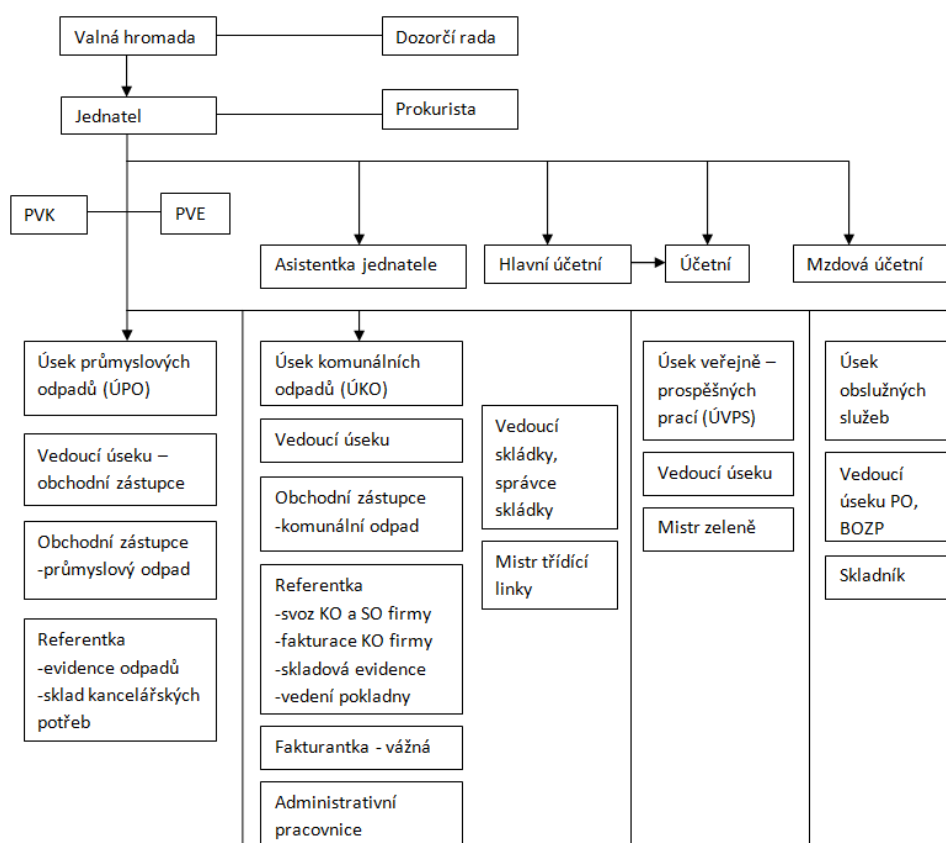 Valná hromada
Dozorčí rada
Jednatel
Prokurista
PVK
PVE
Asistentka jednatele
Hlavní účetní
Účetní
Mzdová účetní
Úsek průmyslových
odpadů (ÚPO)
Vedoucí úseku –
obchodní zástupce
Obchodní zástupce
-průmyslový odpad
Referentka
-evidence odpadů
-sklad kancelářských
potřeb
Úsek komunálních
odpadů (ÚKO)
Vedoucí úseku
Obchodní zástupce
-komunální odpad
Referentka
-svoz KO a SO firmy
-fakturace KO firmy
-skladová evidence
-vedení pokladny
Fakturantka - vážná
Administrativní
pracovnice
Vedoucí
skládky,
správce
skládky
Mistr třídící
linky
Úsek veřejně –
prospěšných
prací (ÚVPS)
Vedoucí úseku
Mistr zeleně
Úsek
obslužných
služeb
Vedoucí
úseku PO,
BOZP
Skladník